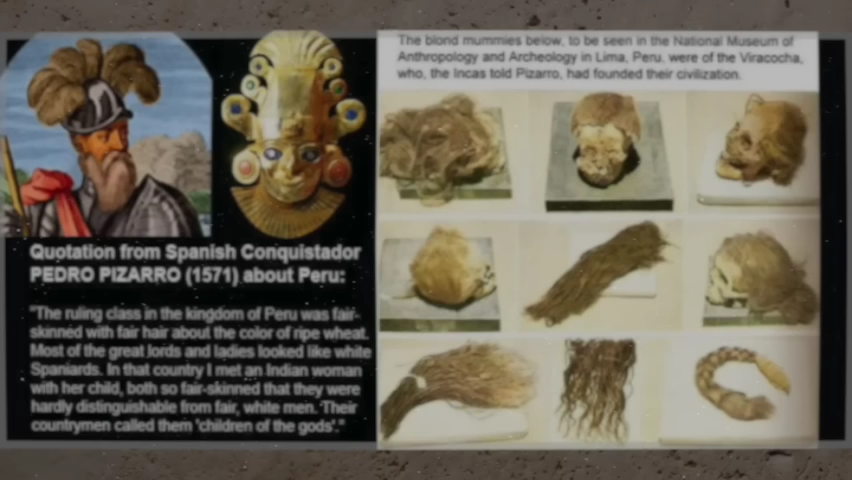 Quotation from Spanish Conquistador
PEDRO PIZARRO (1571) about Peru:
"The ruling class in the kingdom of Peru was fair-
skinned with fair hair about the color of ripe wheat.
Most of the great lords and ladies looked like white
Spaniards. In that country I met an Indian woman
with her child, both so fair-skinned that they were
hardly distinguishable from fair, white men. 'Their
countrymen called them 'children of the gods'."
The blond mummies below, to be seen in the National Museum of
Anthropology and Archeology in Lima, Peru, were of the Viracocha,
who, the Incas told Pizarro, had founded their civilization.